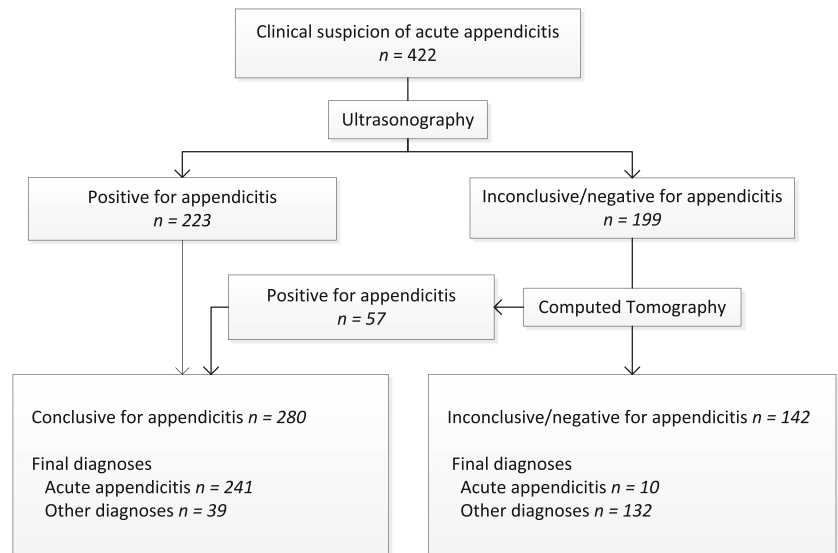 Clinical suspicion of acute appendicitis
n = 422
Ultrasonography
Positive for appendicitis
n = 223
Inconclusive/negative for appendicitis
n = 199
Positive for appendicitis
n = 57
Computed Tomography
Conclusive for appendicitis n = 280
Final diagnoses
Acute appendicitis n = 241
Other diagnoses n = 39
Inconclusive/negative for appendicitis n = 142
Final diagnoses
Acute appendicitis n = 10
Other diagnoses n = 132